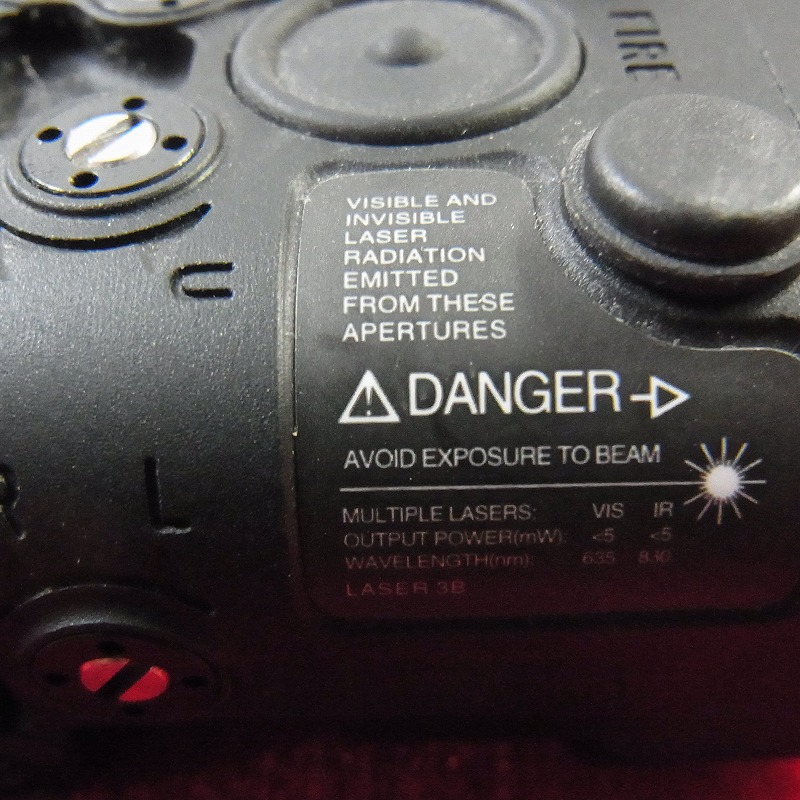 FIRE
VISIBLE AND
INVISIBLE
LASER
RADIATION
EMITTED
FROM THESE
APERTURES
U
DANGER
AVOID EXPOSURE TO BEAM
R L
MULTIPLE LASERS: VIS IR
OUTPUT POWER(mW): <5 <5
WAVELENGTH(nm): 635 830
LASER 3B